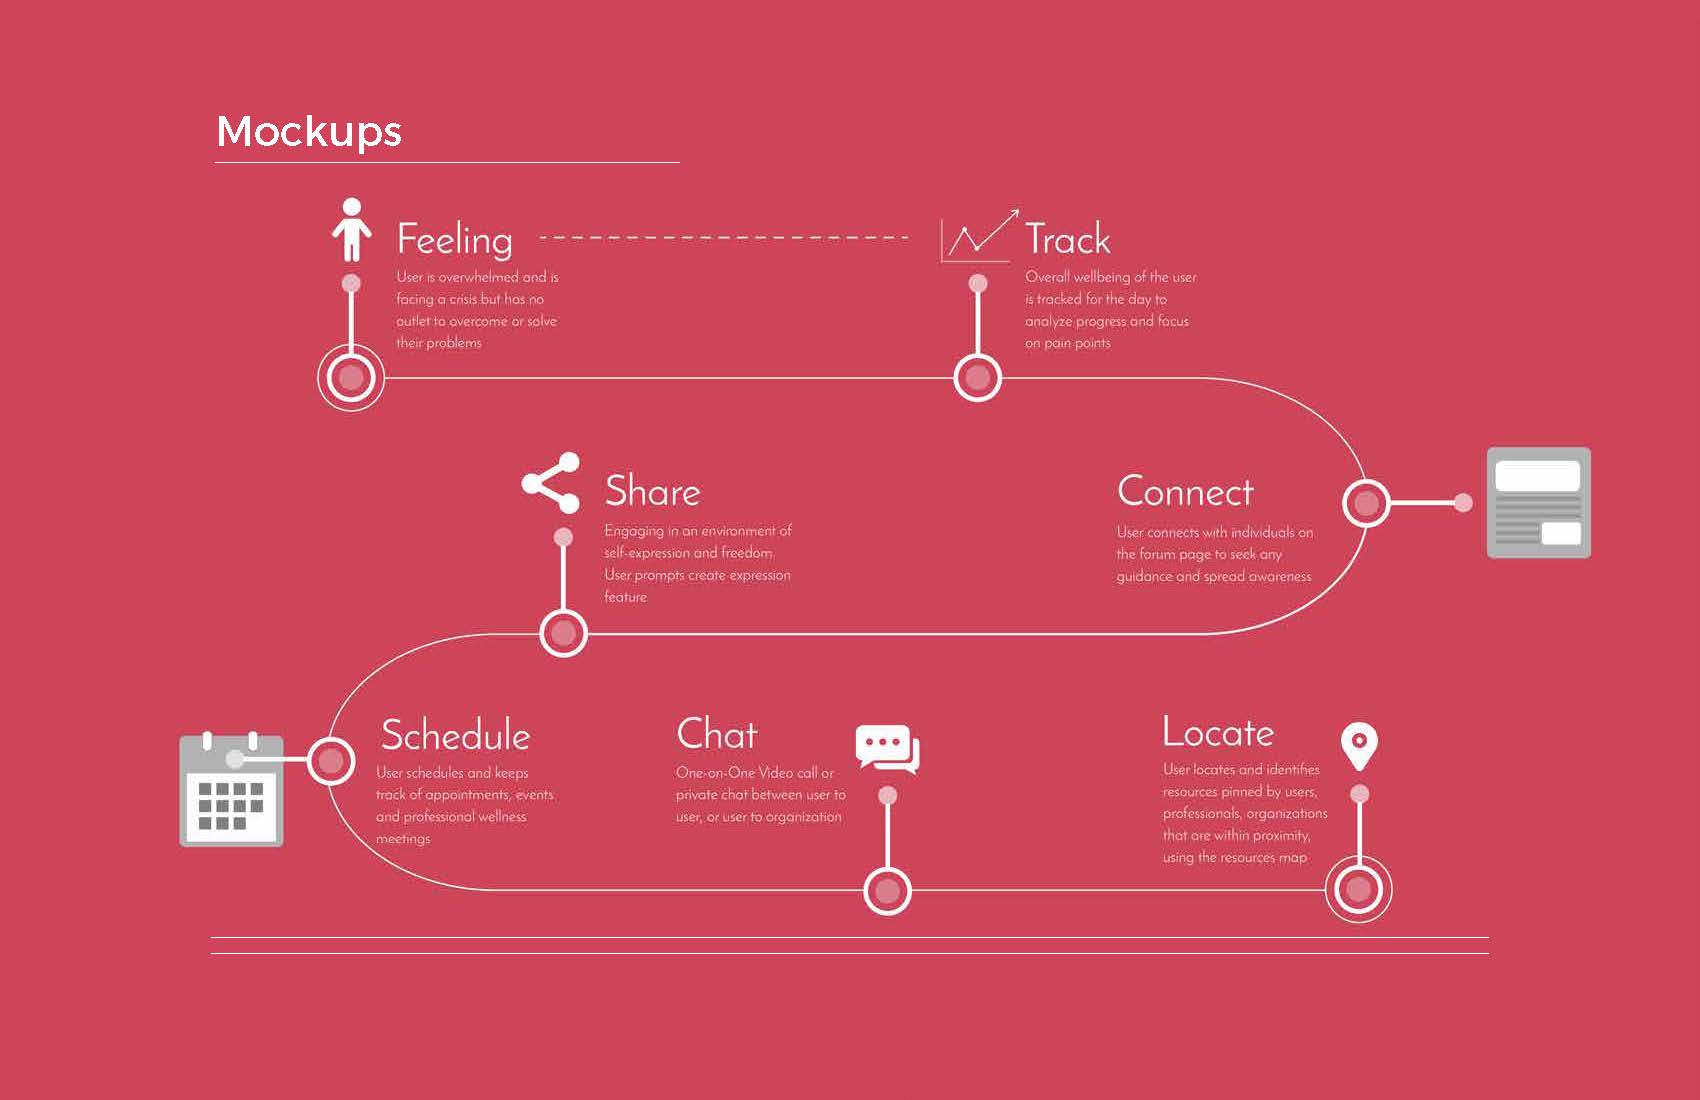 Mockups
Feeling
User is overwhelmed and is
facing a crisis but has no
outlet to overcome or solve
their problems
Track
Overall wellbeing of the user
is tracked for the day to
analyze progress and focus
on pain points
Share
Engaging in an environment of
self-expression and freedom.
User prompts create expression
feature
Connect
User connects with individuals on
the forum page to seek any
guidance and spread awareness
Schedule
User schedules and keeps
track of appointments, events
and professional wellness
meetings
Chat
One-on-One Video call or
private chat between user to
user, or user to organization
Locate
User locates and identifies
resources pinned by users,
professionals, organizations
that are within proximity,
using the resources map